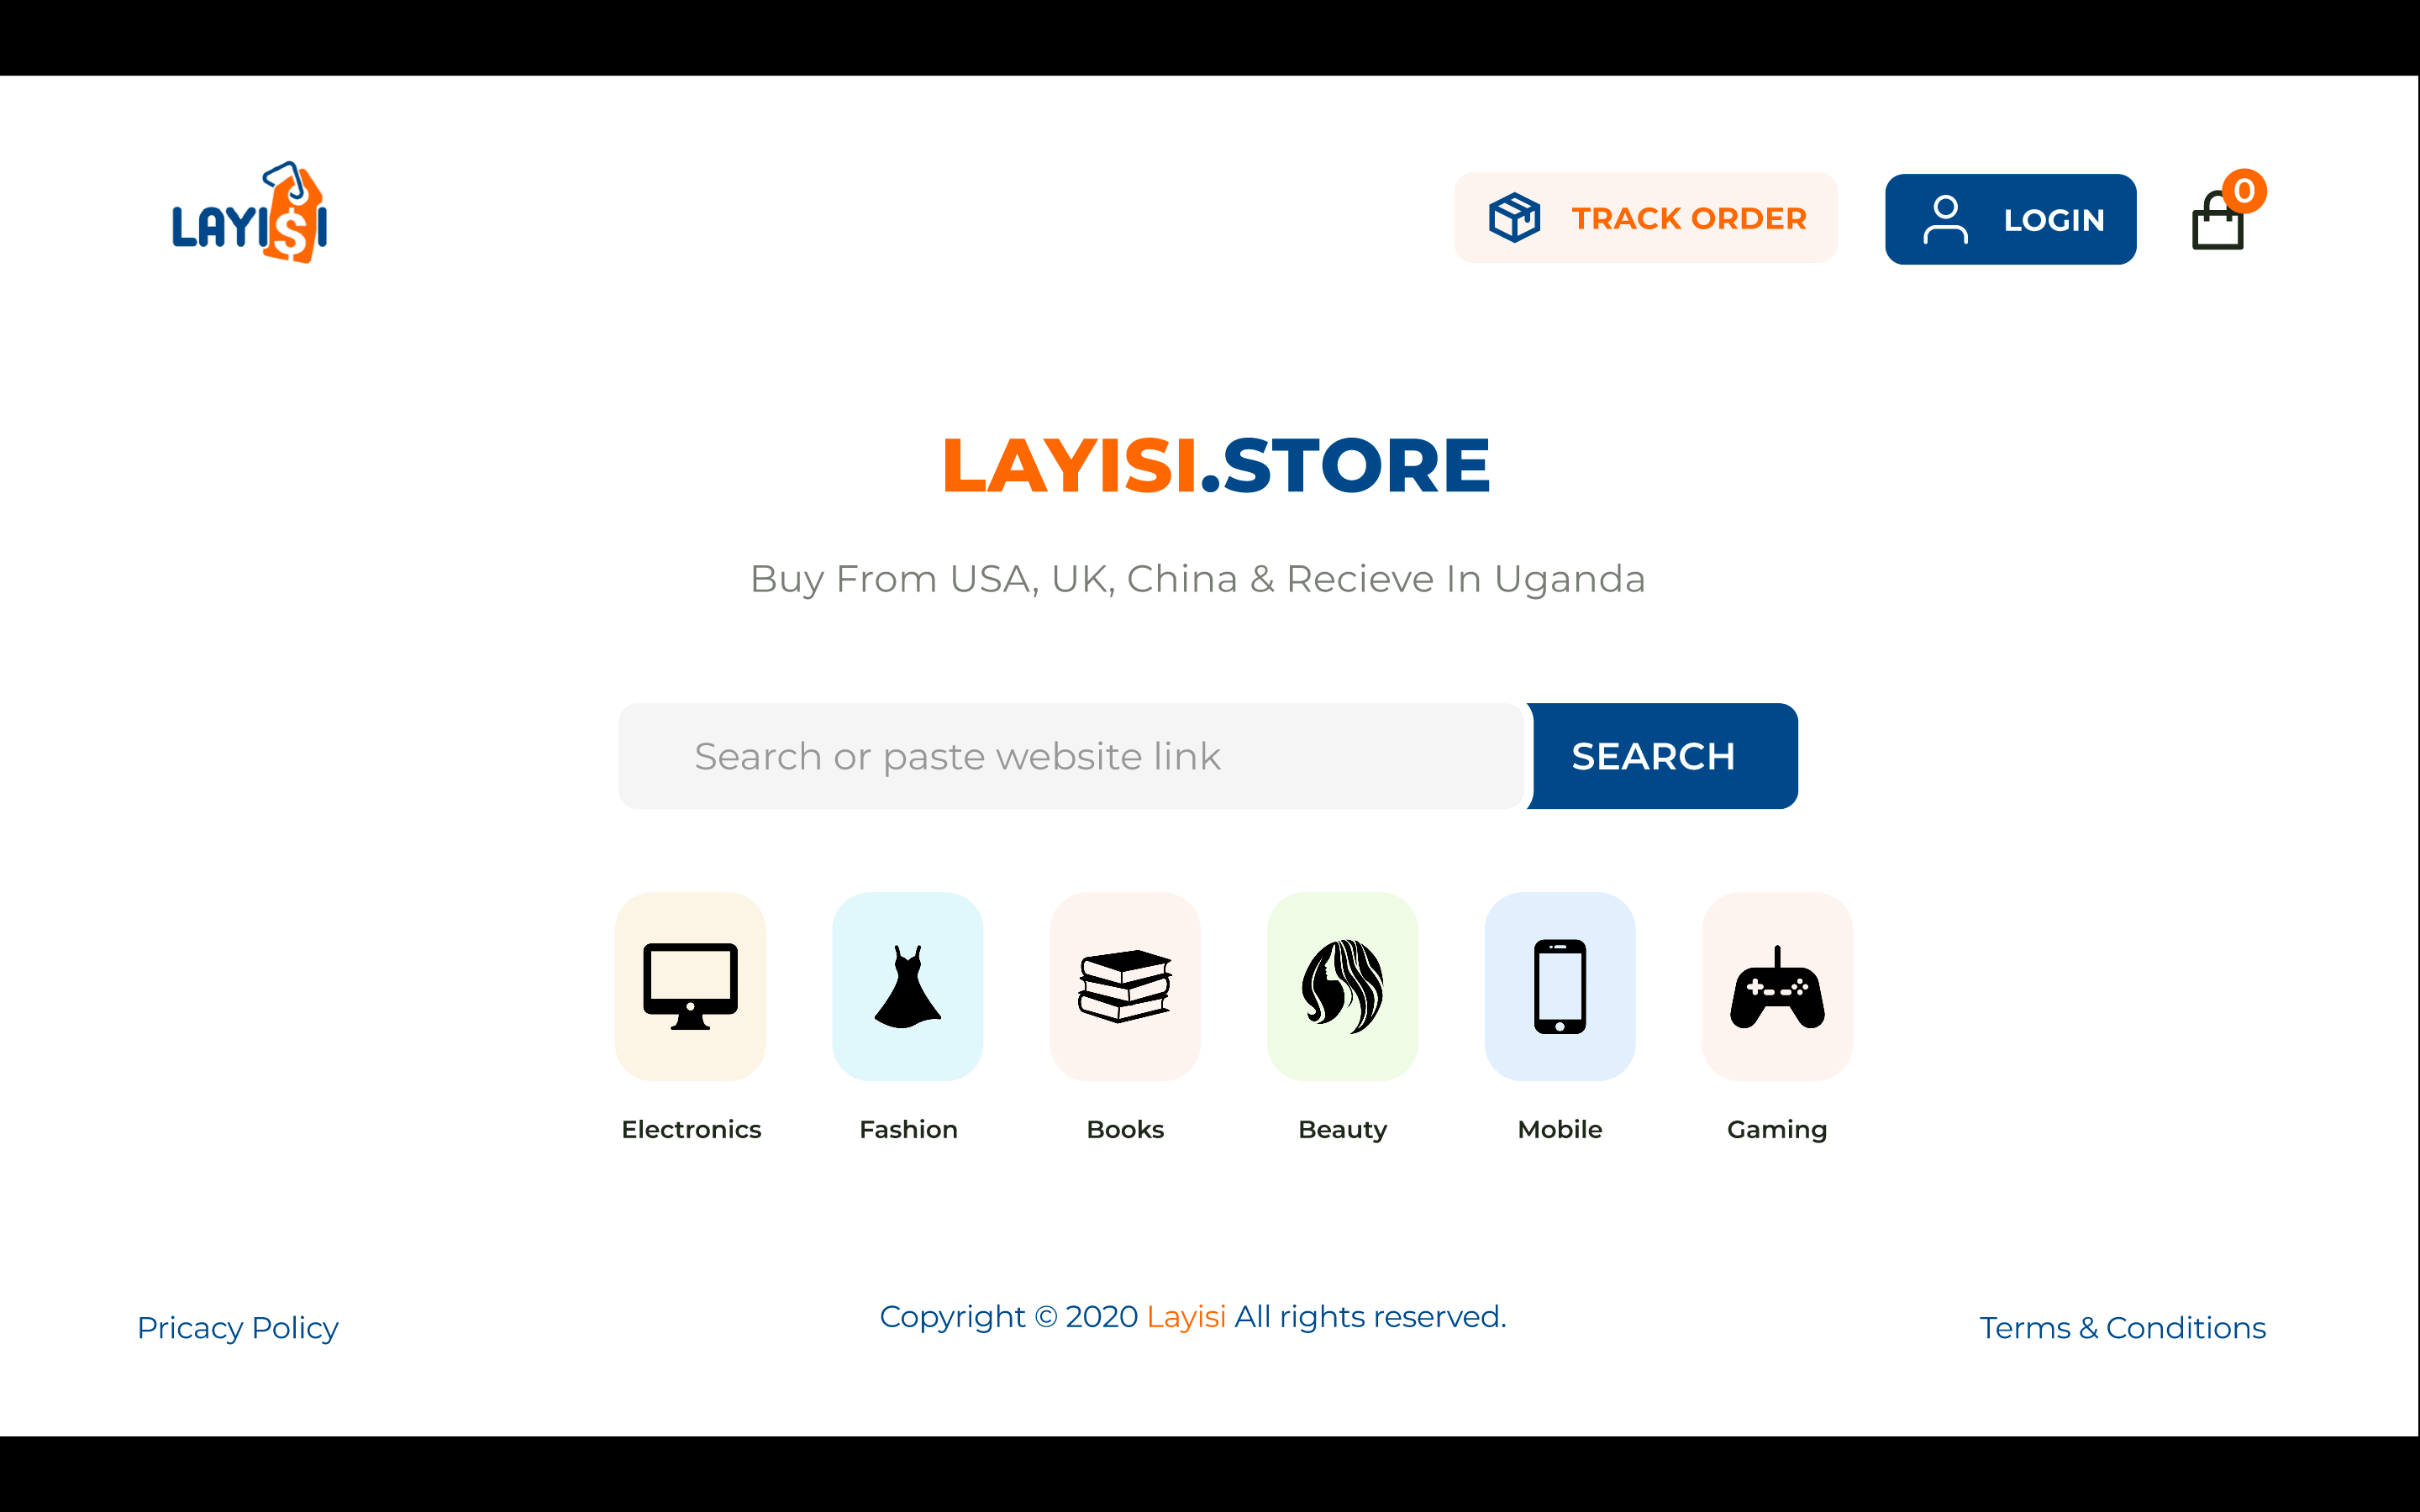 LAYISI
TRACK ORDER
LOGIN
0
LAYISI.STORE
Buy From USA, UK, China & Recieve In Uganda
Search or paste website link
SEARCH
Electronics
Fashion
Books
Beauty
Mobile
Gaming
Pricacy Policy
Copyright © 2020 Layisi All rights reserved.
Terms & Conditions